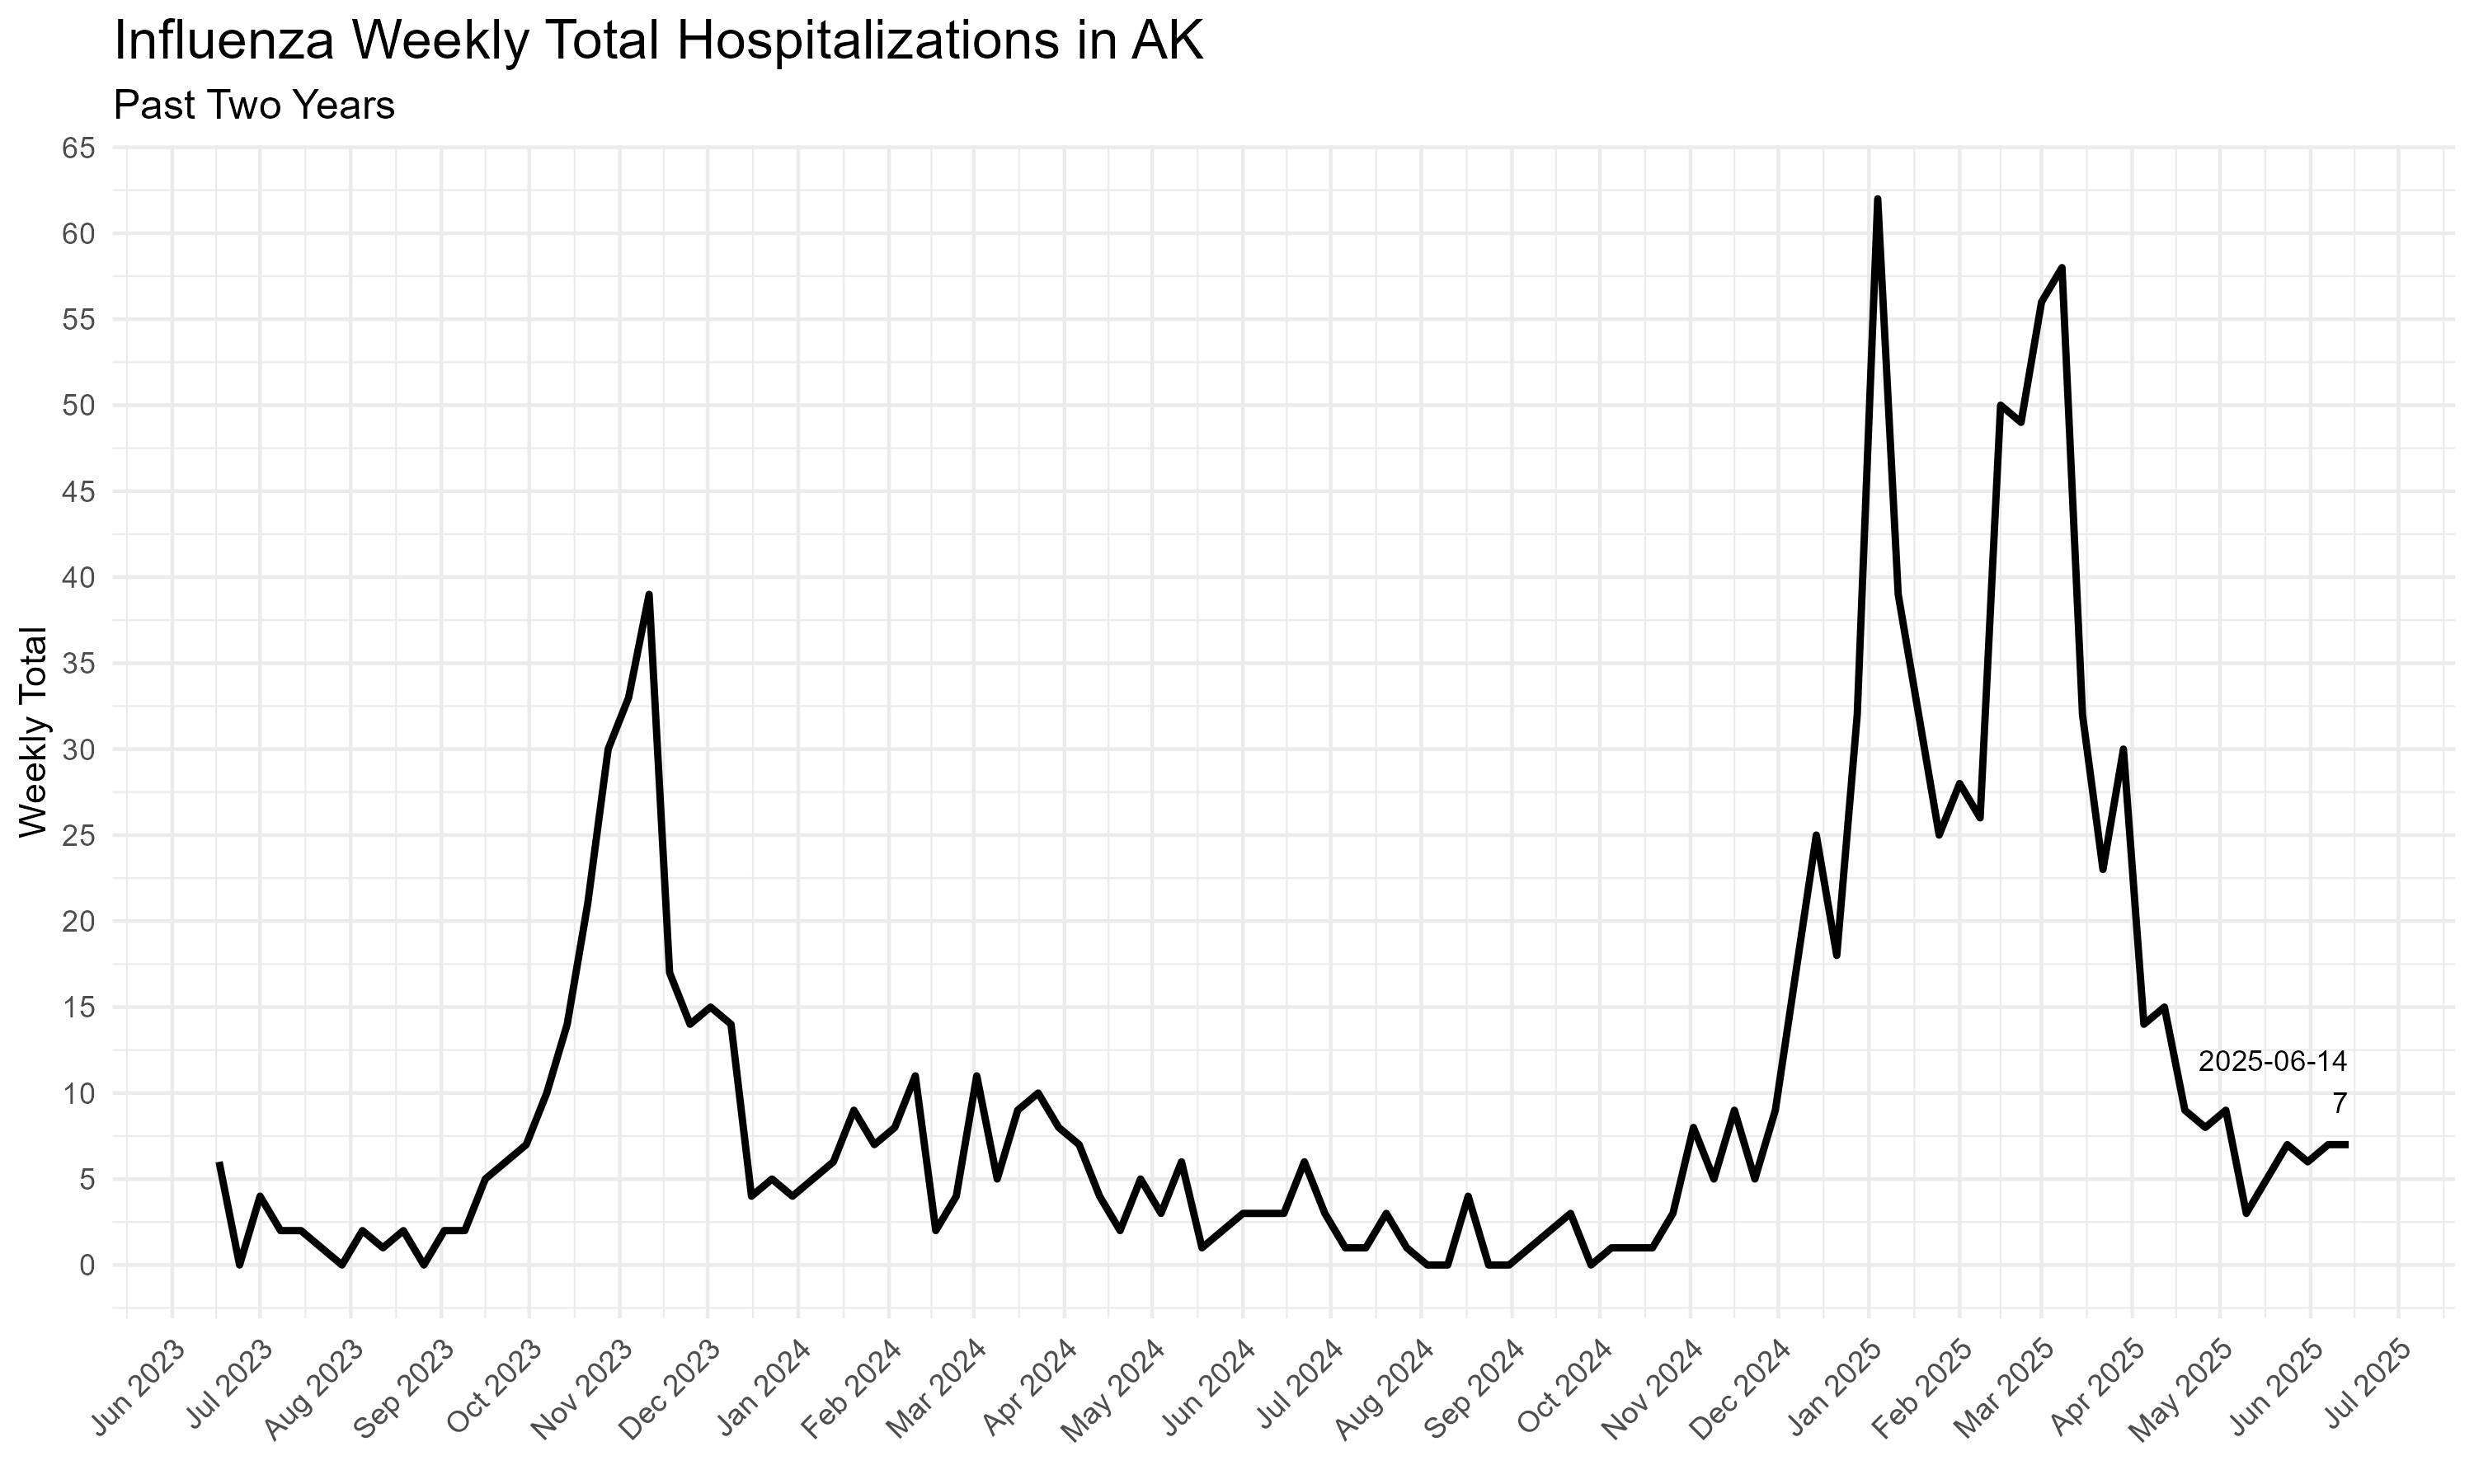 Influenza Weekly Total Hospitalizations in AK
Past Two Years
Weekly Total
65
60
55
50
45
40
35
30
25
20
15
10
5
0
2025-06-14
7
Jun 2023
Jul 2023
Aug 2023
Sep 2023
Oct 2023
Nov 2023
Dec 2023
Jan 2024
Feb 2024
Mar 2024
Apr 2024
May 2024
Jun 2024
Jul 2024
Aug 2024
Sep 2024
Oct 2024
Nov 2024
Dec 2024
Jan 2025
Feb 2025
Mar 2025
Apr 2025
May 2025
Jun 2025
Jul 2025